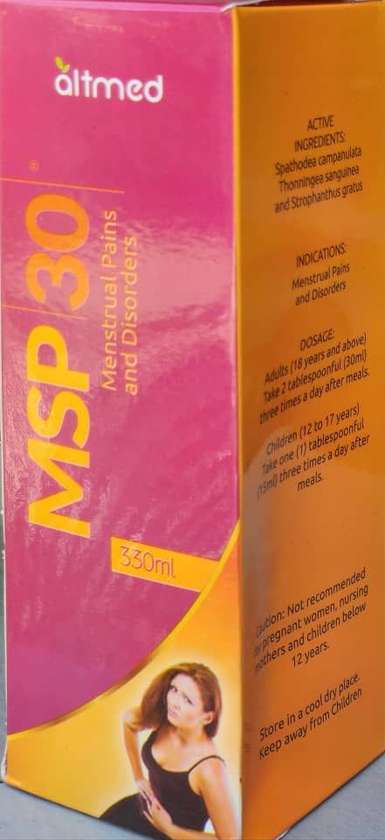 altmed
MSP 30®
Menstrual Pains
and Disorders
330ml
ACTIVE
INGREDIENTS:
Spathodea campanulata
Thonningea sanguinea
and Strophanthus gratus
INDICATIONS:
Menstrual Pains
and Disorders
DOSAGE:
Adults (18 years and above)
Take 2 tablespoonful (30ml)
three times a day after meals.
Children (12 to 17 years)
Take one (1) tablespoonful
(15ml) three times a day after
meals.
Caution: Not recommended
for pregnant women, nursing
mothers and children below
12 years.
Store in a cool dry place.
Keep away from Children